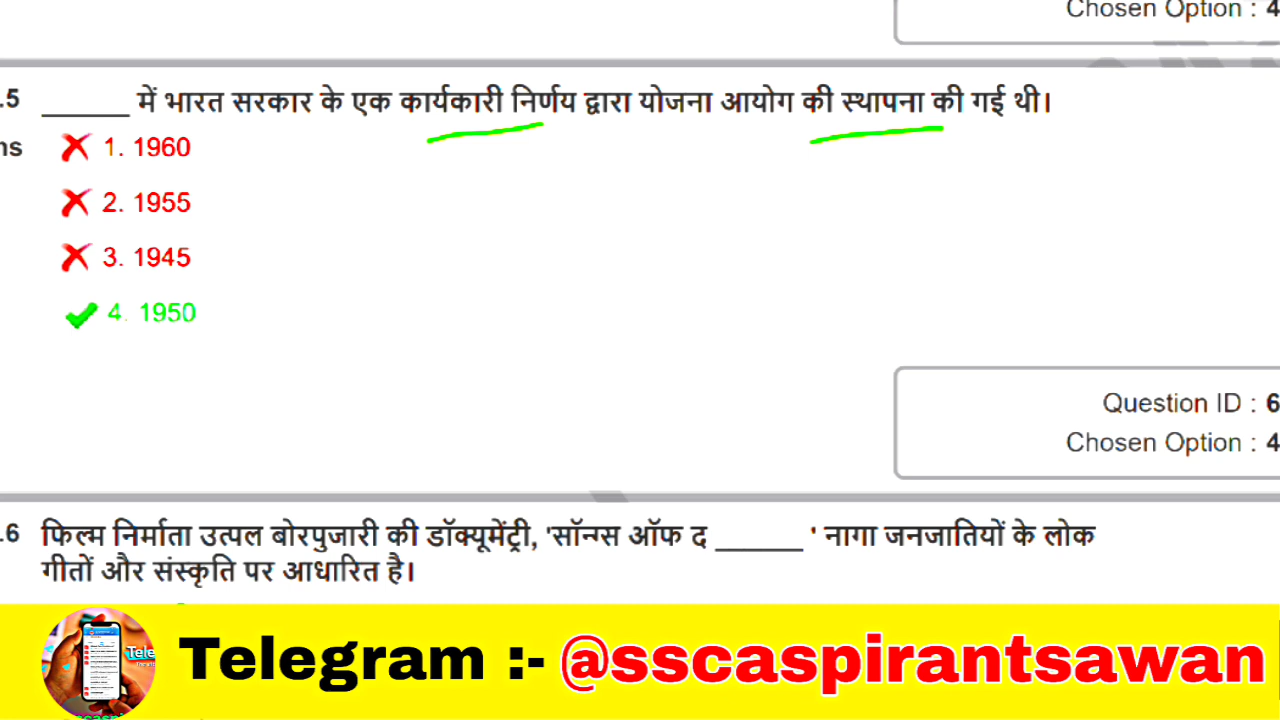 Chosen Option : 4
.5 ______ में भारत सरकार के एक कार्यकारी निर्णय द्वारा योजना आयोग की स्थापना की गई थी।
ns 1. 1960
2. 1955
3. 1945
4. 1950
Question ID : 6
Chosen Option : 4
.6 फिल्म निर्माता उत्पल बोरपुजारी की डॉक्यूमेंट्री, 'सॉन्ग्स ऑफ द ______ ' नागा जनजातियों के लोक
गीतों और संस्कृति पर आधारित है।
Telegram :- @sscaspirantsawan